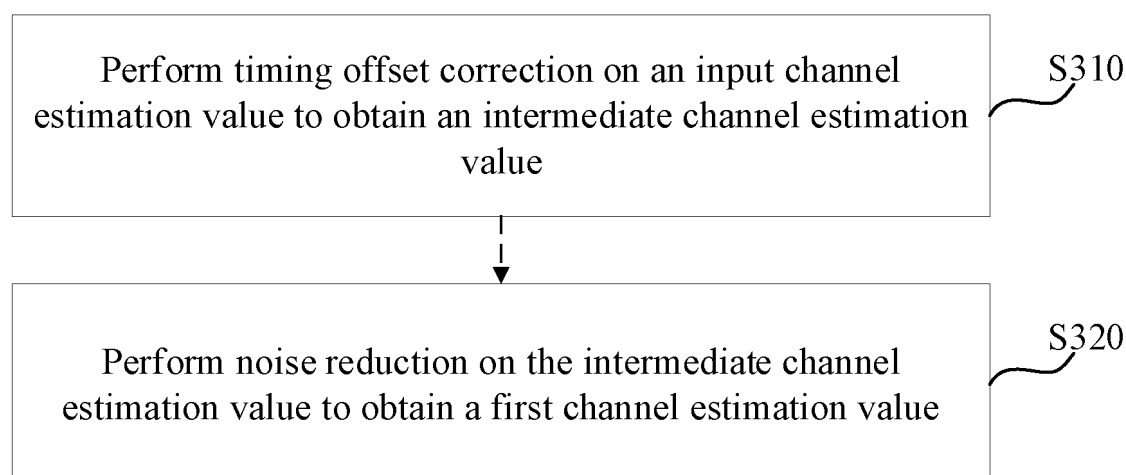 Perform timing offset correction on an input channel
estimation value to obtain an intermediate channel estimation
value
S310
Perform noise reduction on the intermediate channel
estimation value to obtain a first channel estimation value
S320